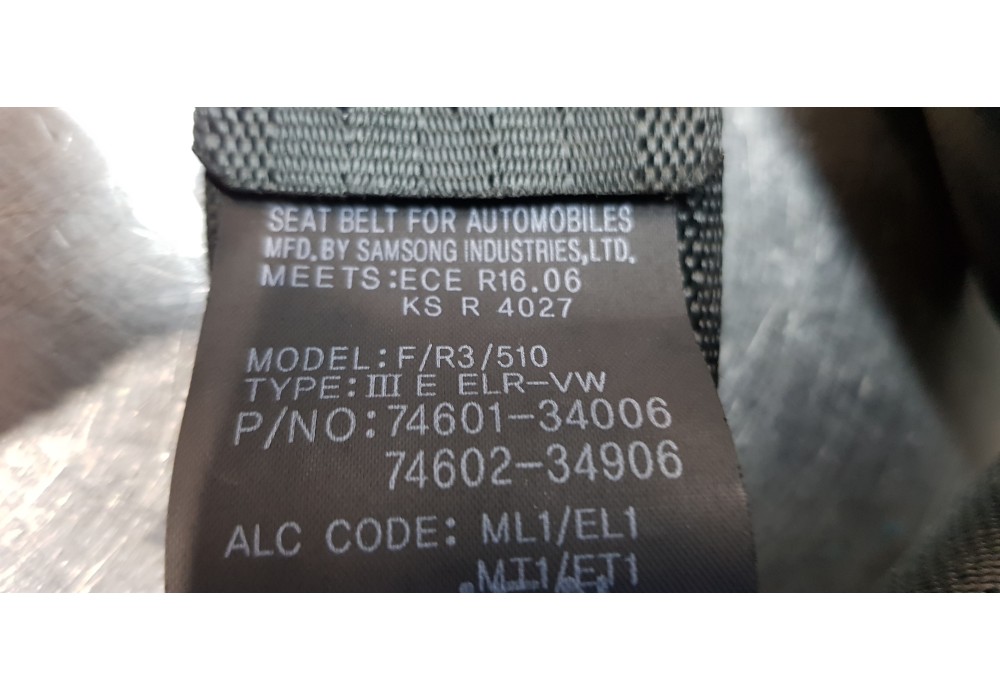 SEAT BELT FOR AUTOMOBILES
MFD.BY SAMSONG INDUSTRIES,LTD.
MEETS:ECE R16.06
KS R 4027
MODEL:F/R3/510
TYPE:III E ELR-VW
P/NO:74601-34006
74602-34906
ALC CODE: ML1/EL1